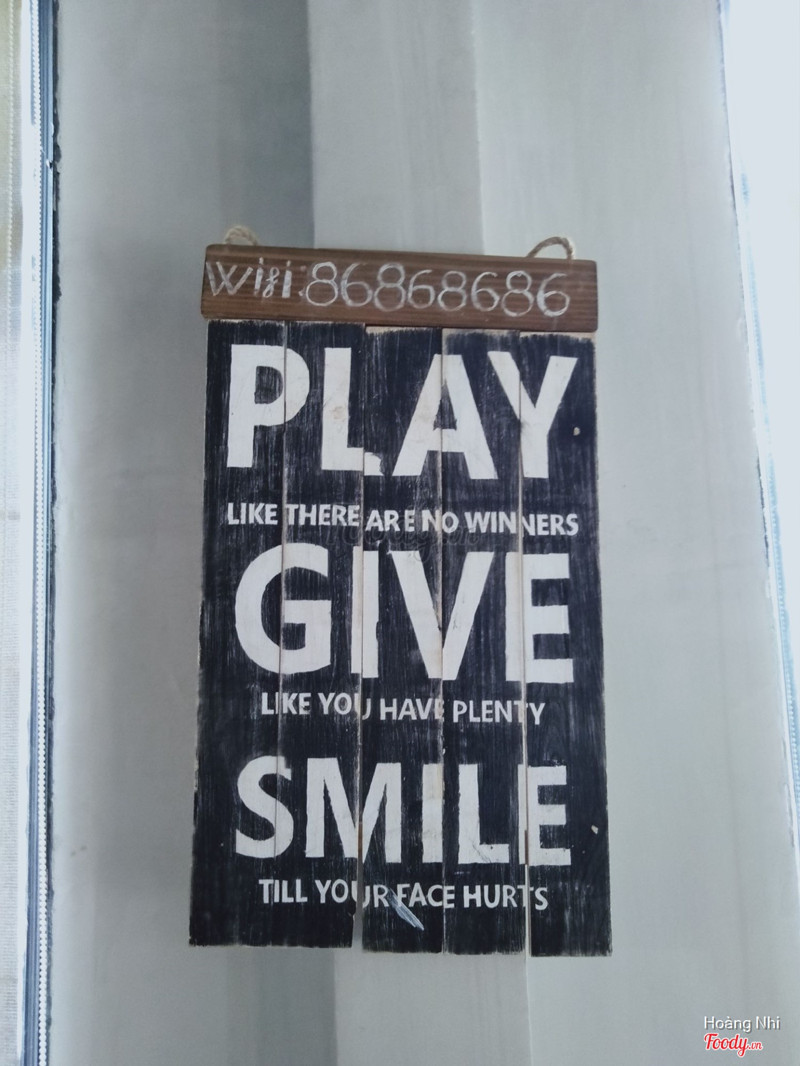 Wifi: 86868686
PLAY
LIKE THERE ARE NO WINNERS
GIVE
LIKE YOU HAVE PLENTY
SMILE
TILL YOUR FACE HURTS
Hoàng Nhi
Foody.vn